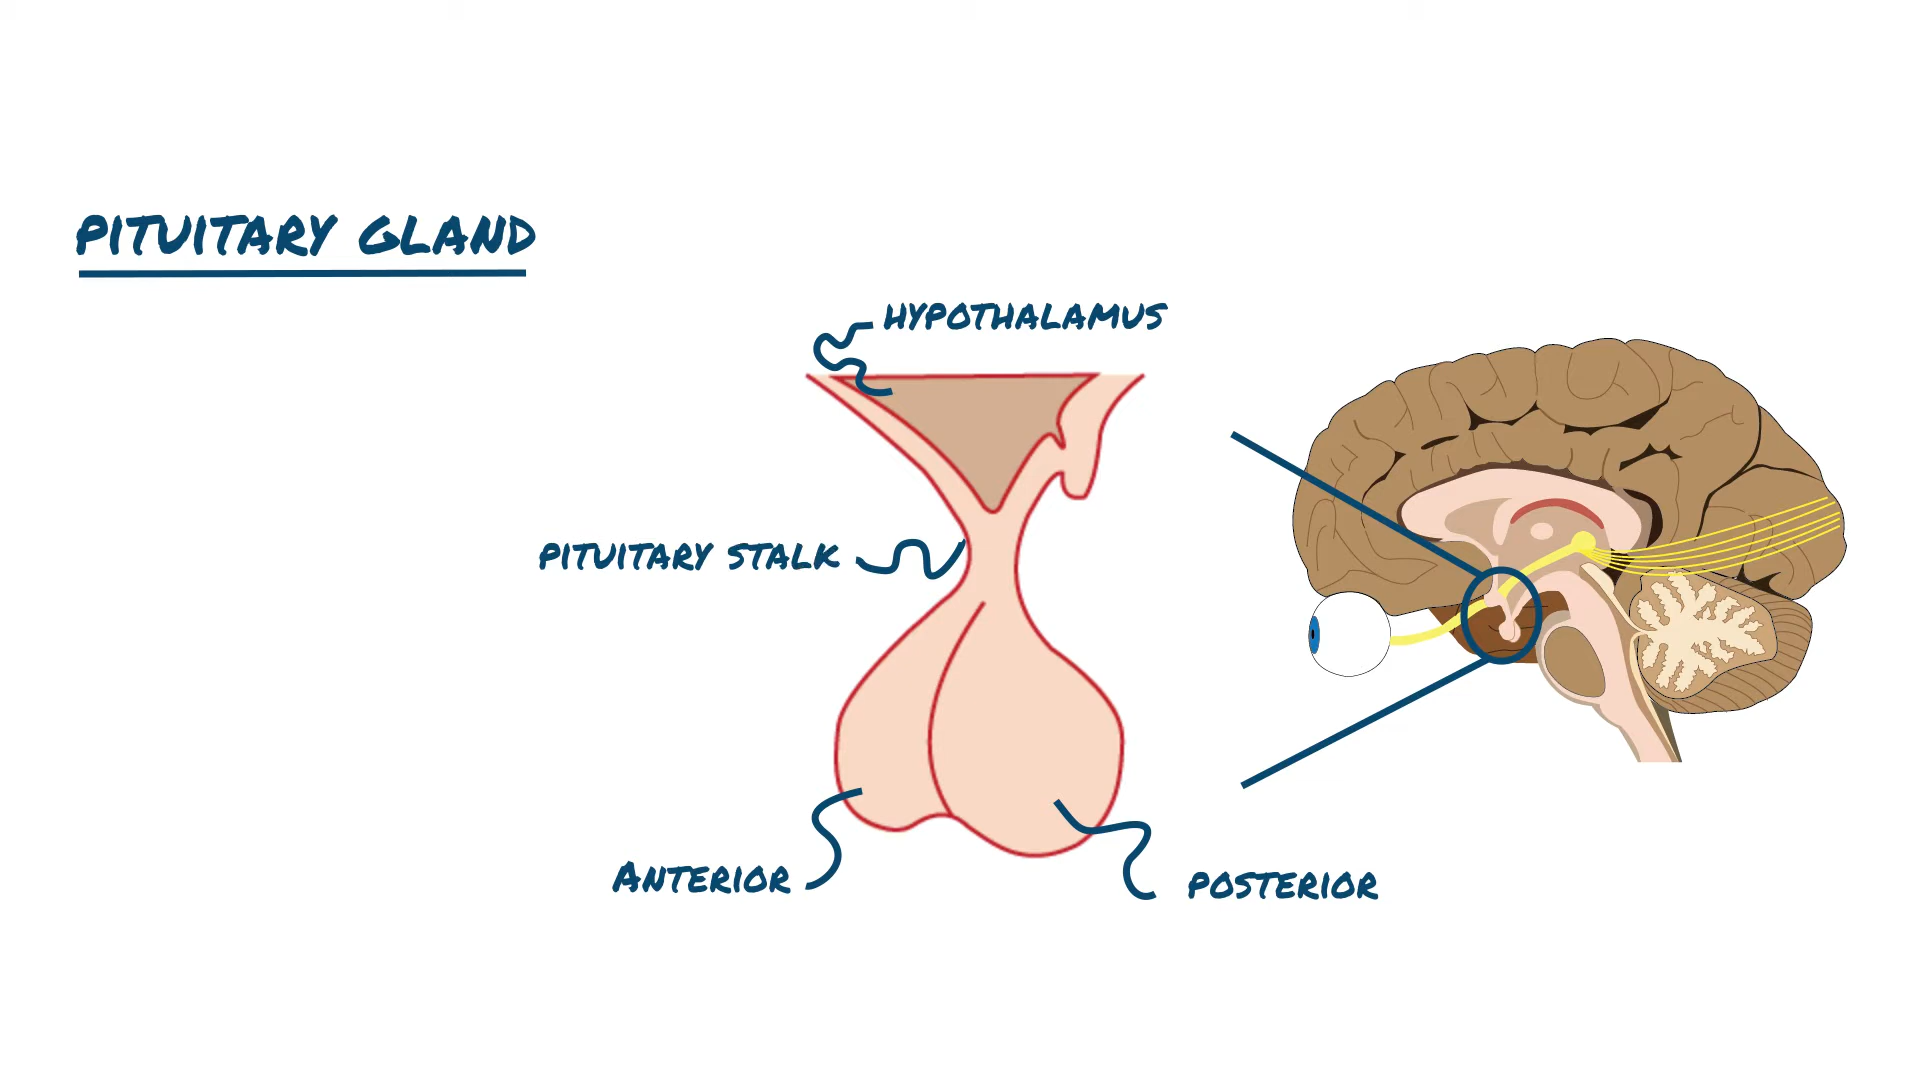 PITUITARY GLAND
HYPOTHALAMUS
PITUITARY STALK
ANTERIOR
POSTERIOR